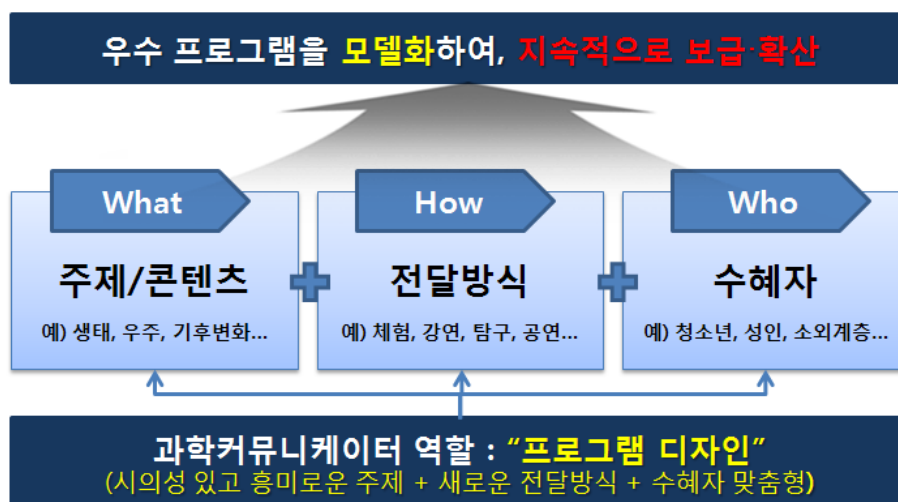 우수 프로그램을 모델화하여, 지속적으로 보급·확산
What
How
Who
주제/콘텐츠
전달방식
수혜자
예) 생태, 우주, 기후변화...
예) 체험, 강연, 탐구, 공연...
예) 청소년, 성인, 소외계층...
과학커뮤니케이터 역할 : “프로그램 디자인”
(시의성 있고 흥미로운 주제 + 새로운 전달방식 + 수혜자 맞춤형)